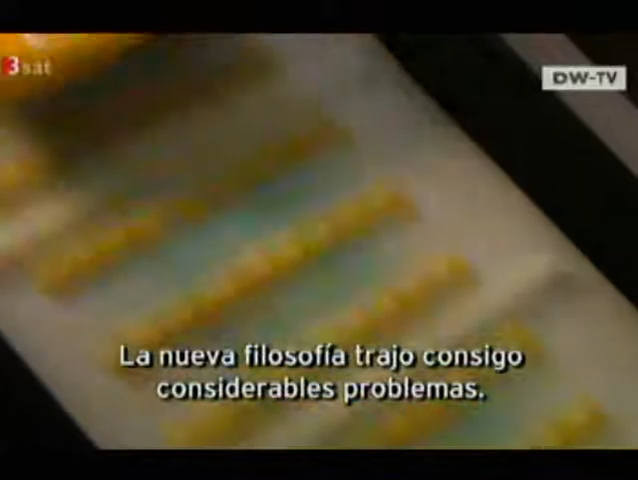 3sat
DW-TV
La nueva filosofía trajo consigo
considerables problemas.